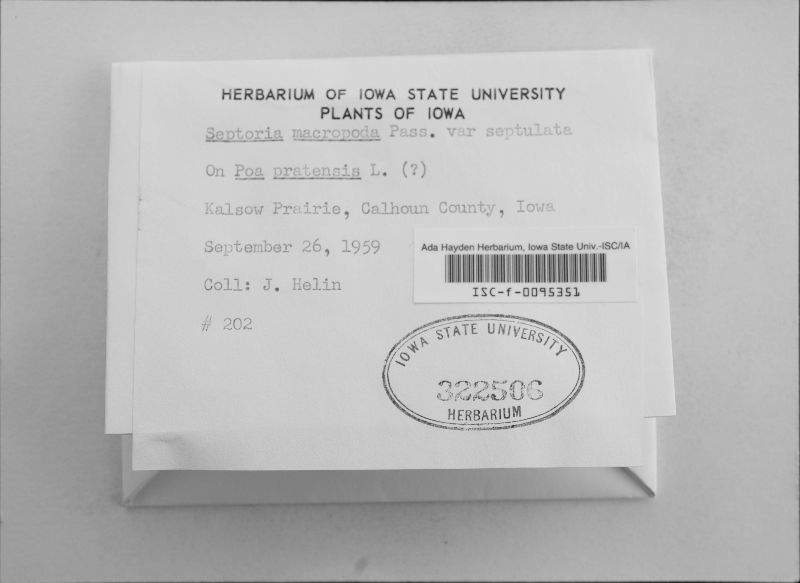 HERBARIUM OF IOWA STATE UNIVERSITY
PLANTS OF IOWA
Septoria macropoda Pass. var septulata
On Poa pratensis L. (?)
Kalsow Prairie, Calhoun County, Iowa
September 26, 1959
Coll: J. Helin
# 202
Ada Hayden Herbarium, Iowa State Univ.-ISC/IA
ISC-f-0095351
IOWA STATE UNIVERSITY
322506
HERBARIUM